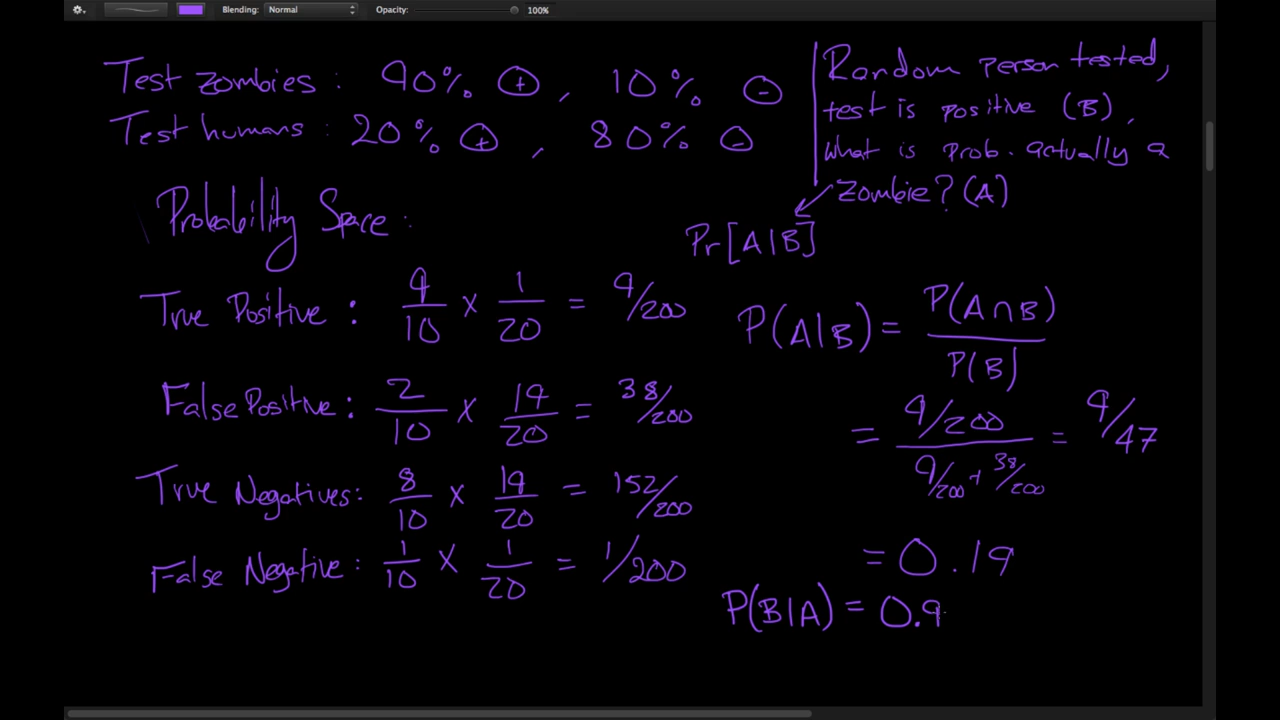 Blending: Normal Opacity: 100%
Test zombies : 90% ⊕ , 10% ⊖
Test humans : 20% ⊕ , 80% ⊖
Random person tested,
test is positive (B),
what is prob. actually a
zombie? (A)
Pr[A|B]
Probability Space :
True Positive : 9/10 × 1/20 = 9/200
False Positive : 2/10 × 19/20 = 38/200
True Negatives : 8/10 × 19/20 = 152/200
False Negative : 1/10 × 1/20 = 1/200
P(A|B) = P(A∩B) / P(B)
= 9/200 / 9/200 + 38/200 = 9/47
= 0.19
P(B|A) = 0.9